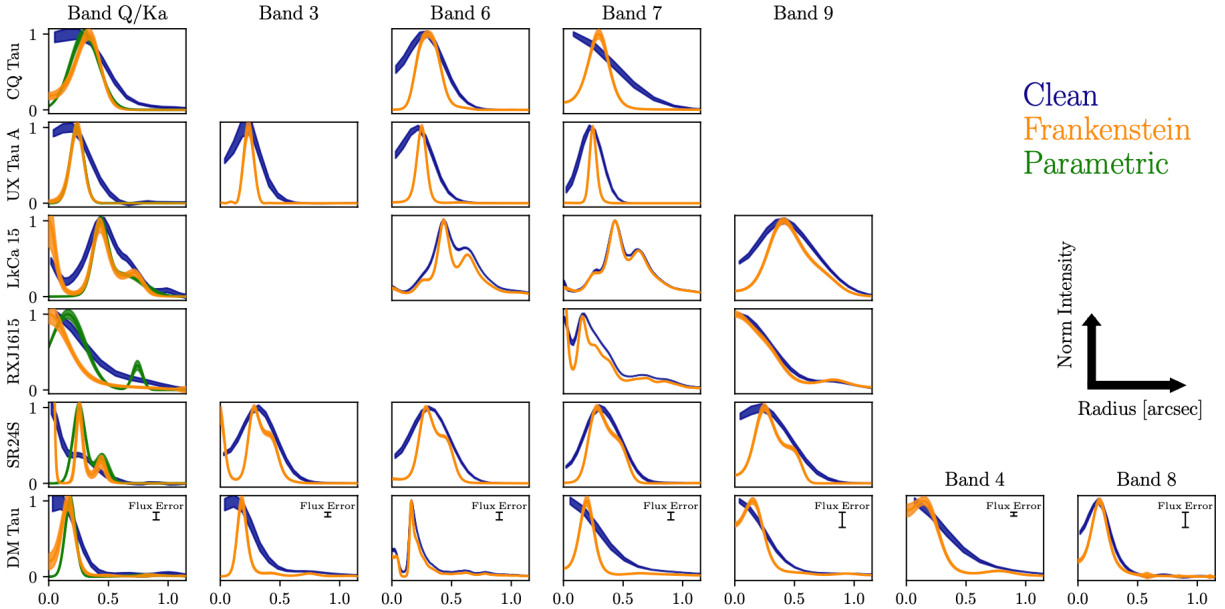 Band Q/Ka Band 3 Band 6 Band 7 Band 9
CQ Tau 1 0
Clean
Frankenstein
Parametric
UX Tau A 1 0
LkCa 15 1 0
RXJ1615 1 0
Norm Intensity
Radius [arcsec]
SR24S 1 0
Band 4 Band 8
DM Tau 1 0
Flux Error Flux Error Flux Error Flux Error Flux Error Flux Error Flux Error
0.0 0.5 1.0 0.0 0.5 1.0 0.0 0.5 1.0 0.0 0.5 1.0 0.0 0.5 1.0 0.0 0.5 1.0 0.0 0.5 1.0